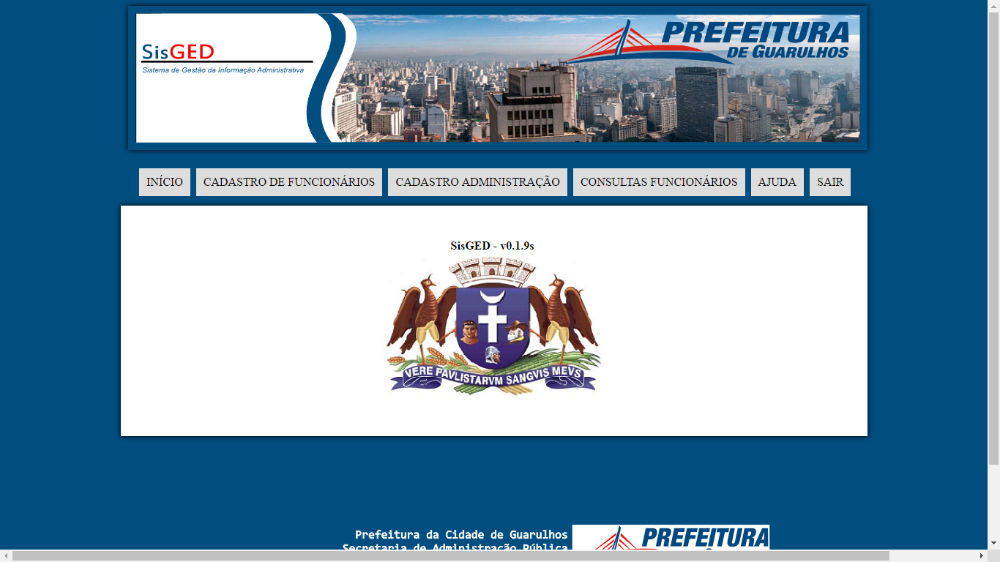 SisGED
Sistema de Gestão da Informação Administrativa
PREFEITURA
DE GUARULHOS
INÍCIO CADASTRO DE FUNCIONÁRIOS CADASTRO ADMINISTRAÇÃO CONSULTAS FUNCIONÁRIOS AJUDA SAIR
SisGED - v0.1.9s
VERE PAVLISTARVM SANGVIS MEVS
Prefeitura da Cidade de Guarulhos
Secretaria de Administração Pública
PREFEITURA